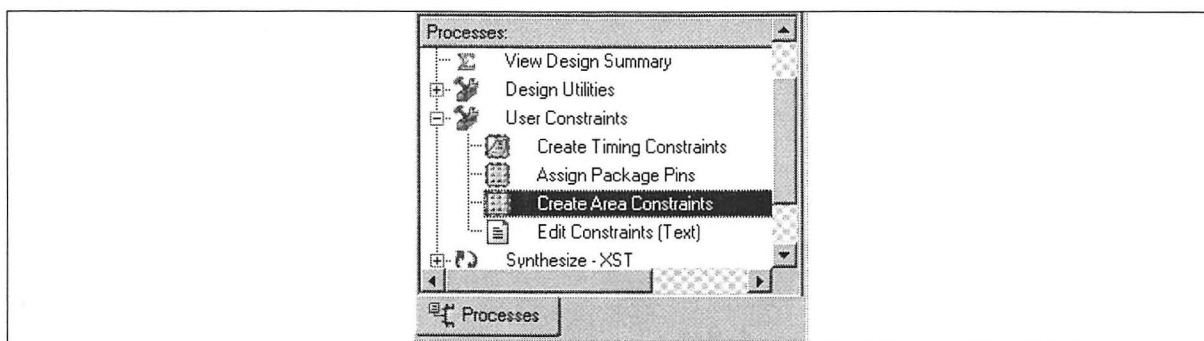 Processes:
View Design Summary
Design Utilities
User Constraints
Create Timing Constraints
Assign Package Pins
Create Area Constraints
Edit Constraints (Text)
Synthesize - XST
Processes